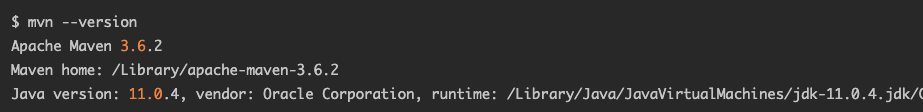 $ mvn --version
Apache Maven 3.6.2
Maven home: /Library/apache-maven-3.6.2
Java version: 11.0.4, vendor: Oracle Corporation, runtime: /Library/Java/JavaVirtualMachines/jdk-11.0.4.jdk/